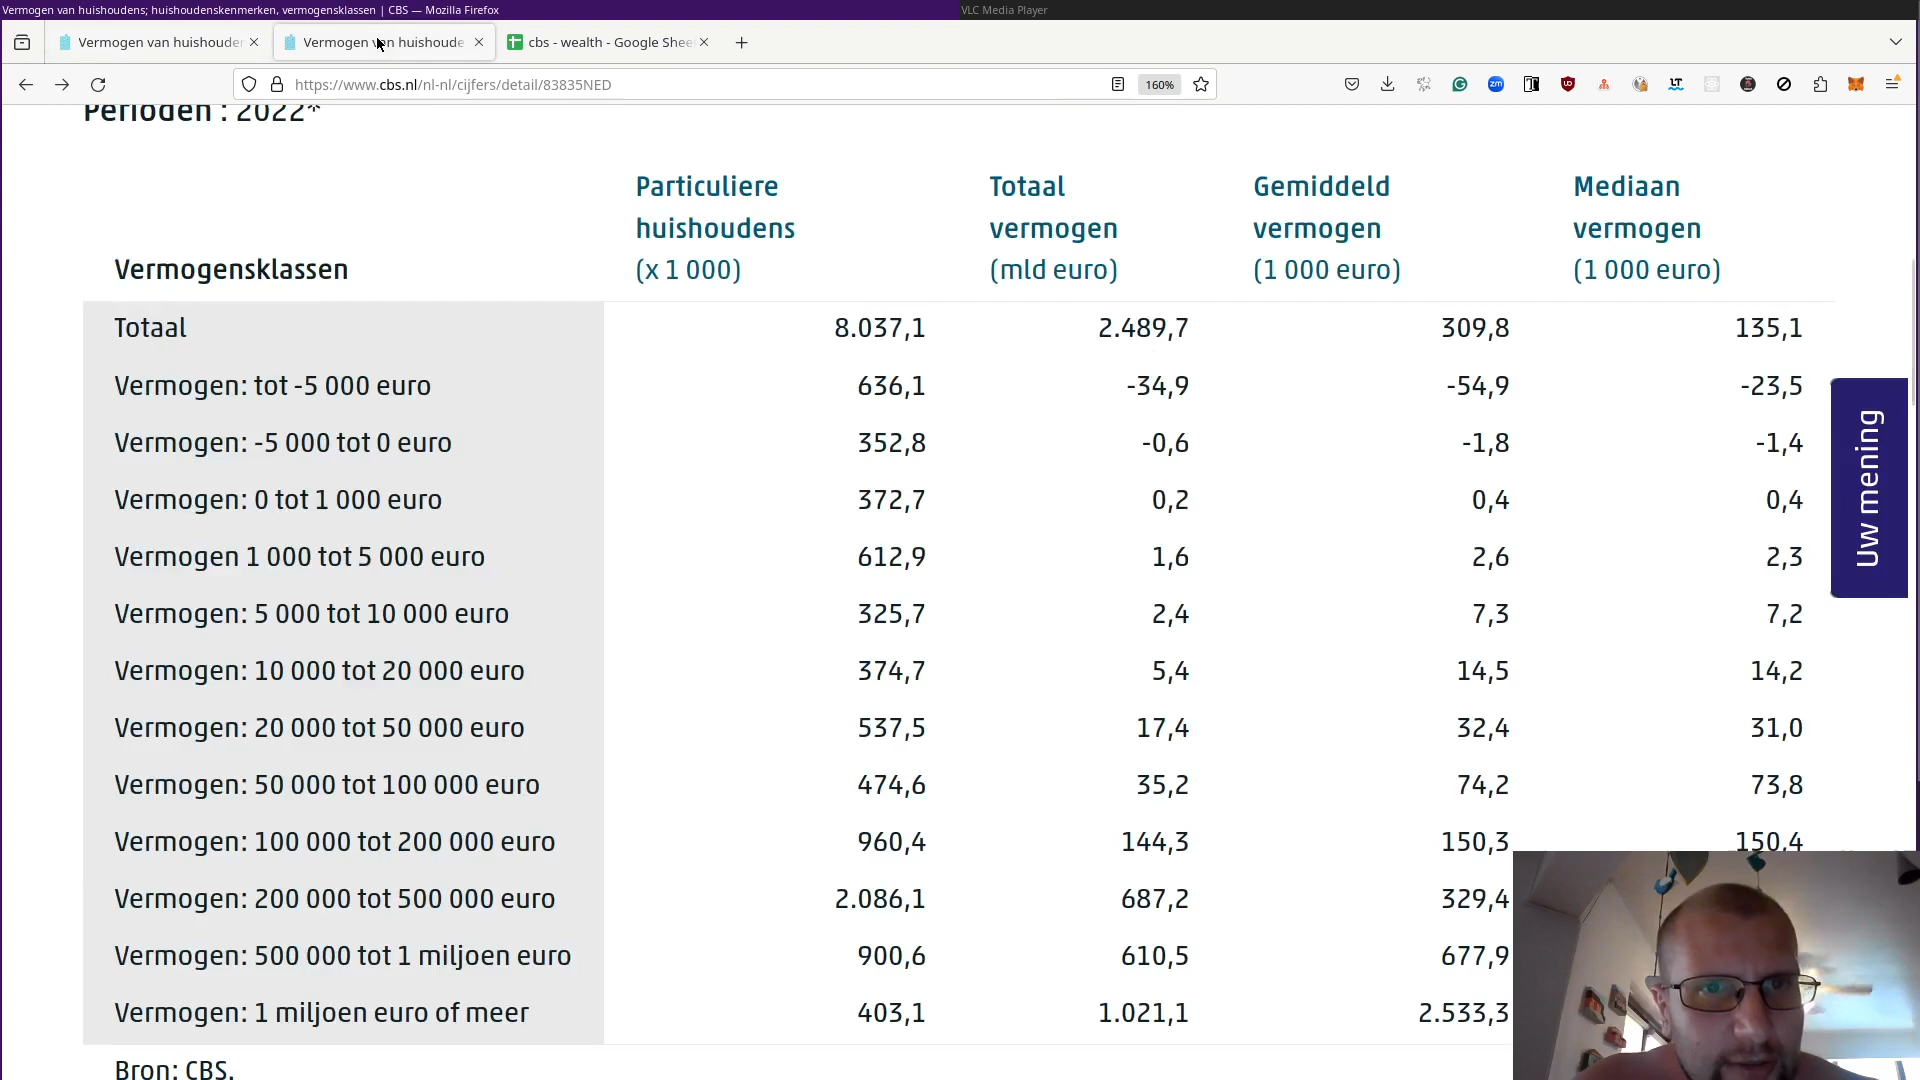 Vermogen van huishoudens; huishoudenskenmerken, vermogensklassen | CBS — Mozilla Firefox
VLC Media Player
Vermogen van huishouder
Vermogen van huishoude
cbs - wealth - Google Shee
https://www.cbs.nl/nl-nl/cijfers/detail/83835NED
160%
Perioden : 2022*
Vermogensklassen
Particuliere
huishoudens
(x 1 000)
Totaal
vermogen
(mld euro)
Gemiddeld
vermogen
(1 000 euro)
Mediaan
vermogen
(1 000 euro)
Totaal 8.037,1 2.489,7 309,8 135,1
Vermogen: tot -5 000 euro 636,1 -34,9 -54,9 -23,5
Vermogen: -5 000 tot 0 euro 352,8 -0,6 -1,8 -1,4
Vermogen: 0 tot 1 000 euro 372,7 0,2 0,4 0,4
Vermogen 1 000 tot 5 000 euro 612,9 1,6 2,6 2,3
Vermogen: 5 000 tot 10 000 euro 325,7 2,4 7,3 7,2
Vermogen: 10 000 tot 20 000 euro 374,7 5,4 14,5 14,2
Vermogen: 20 000 tot 50 000 euro 537,5 17,4 32,4 31,0
Vermogen: 50 000 tot 100 000 euro 474,6 35,2 74,2 73,8
Vermogen: 100 000 tot 200 000 euro 960,4 144,3 150,3 150,4
Vermogen: 200 000 tot 500 000 euro 2.086,1 687,2 329,4
Vermogen: 500 000 tot 1 miljoen euro 900,6 610,5 677,9
Vermogen: 1 miljoen euro of meer 403,1 1.021,1 2.533,3
Bron: CBS.
Uw mening